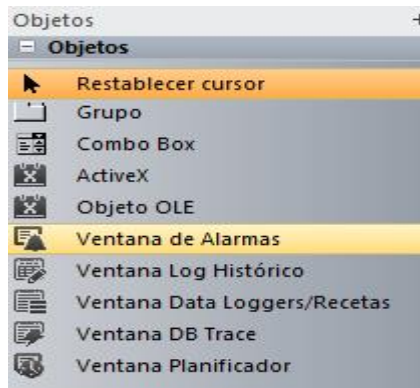 Objetos
Objetos
Restablecer cursor
Grupo
Combo Box
ActiveX
Objeto OLE
Ventana de Alarmas
Ventana Log Histórico
Ventana Data Loggers/Recetas
Ventana DB Trace
Ventana Planificador